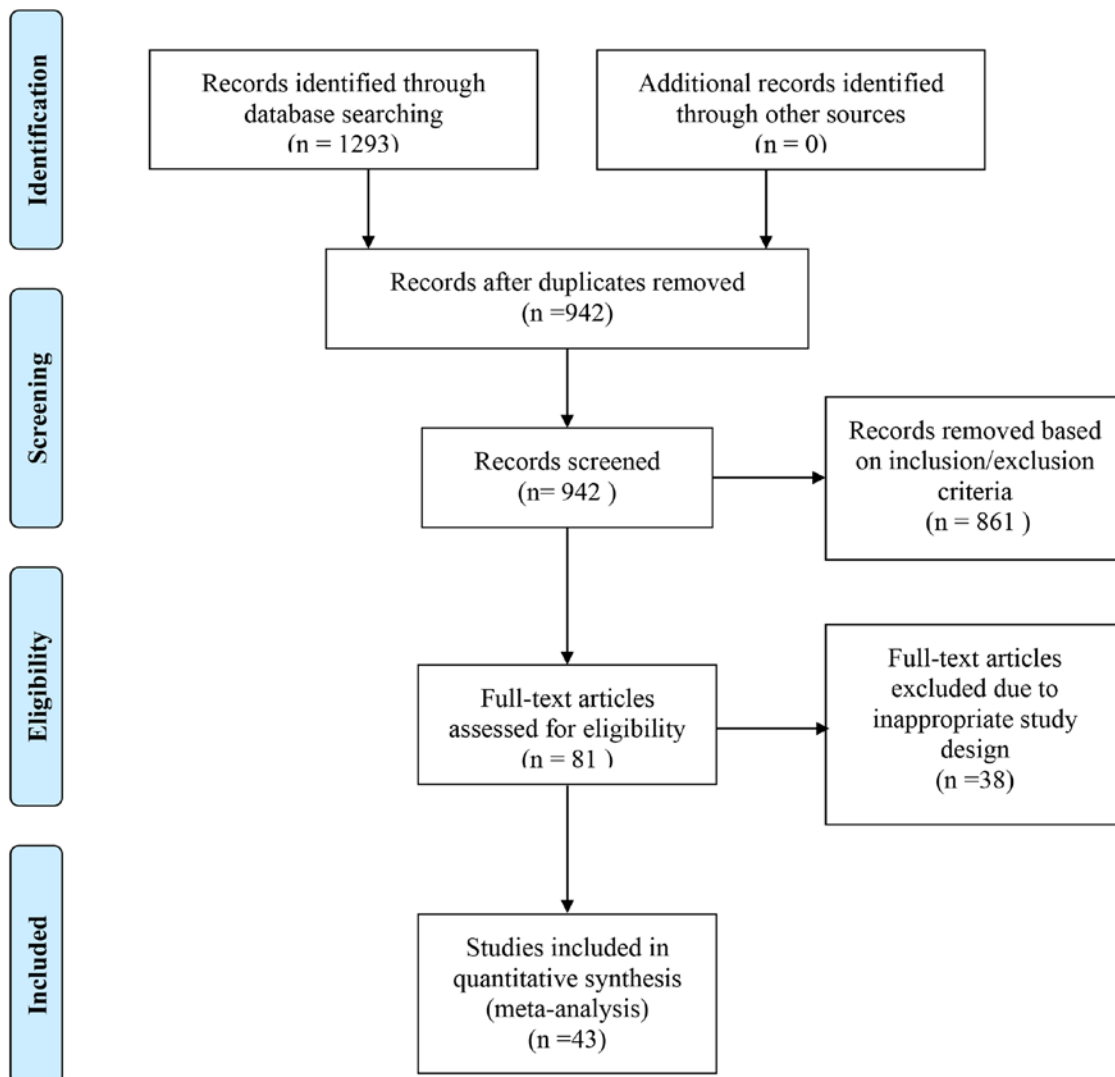 Identification
Records identified through
database searching
(n = 1293)
Additional records identified
through other sources
(n = 0)
Records after duplicates removed
(n =942)
Screening
Records screened
(n= 942 )
Records removed based
on inclusion/exclusion
criteria
(n = 861 )
Eligibility
Full-text articles
assessed for eligibility
(n = 81 )
Full-text articles
excluded due to
inappropriate study
design
(n =38)
Included
Studies included in
quantitative synthesis
(meta-analysis)
(n =43)